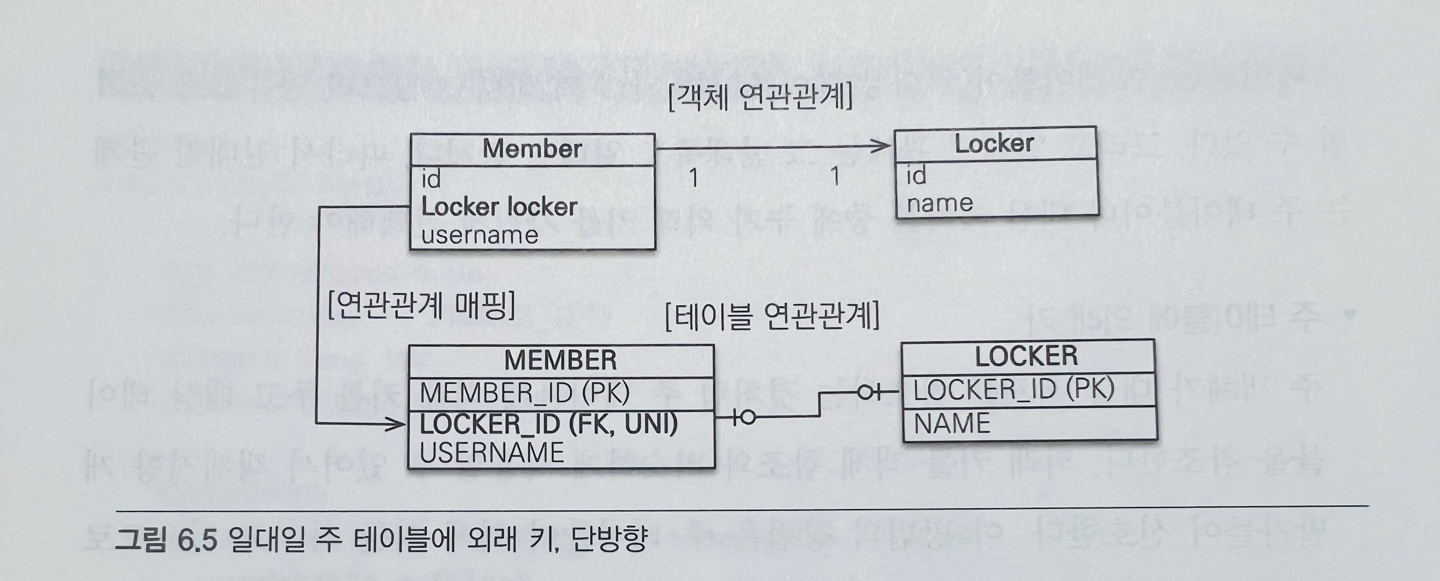 [객체 연관관계]
Member
Locker
id
Locker locker
username
1
1
id
name
[연관관계 매핑]
[테이블 연관관계]
MEMBER
MEMBER_ID (PK)
LOCKER_ID (FK, UNI)
USERNAME
LOCKER
LOCKER_ID (PK)
NAME
그림 6.5 일대일 주 테이블에 외래 키, 단방향